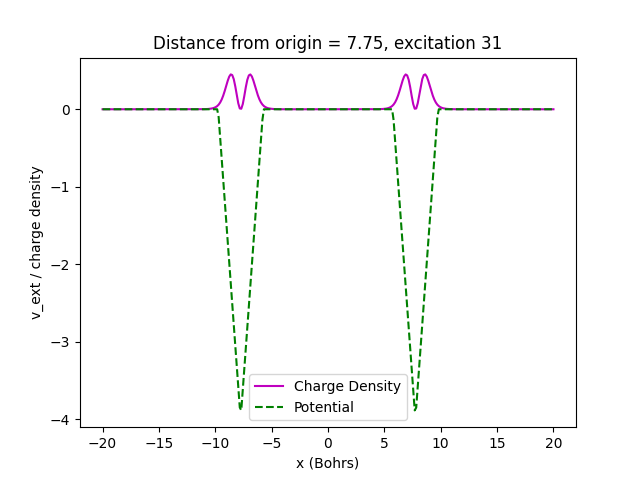 Distance from origin = 7.75, excitation 31
v_ext / charge density
0
−1
−2
−3
−4
Charge Density
Potential
−20
−15
−10
−5
0
5
10
15
20
x (Bohrs)